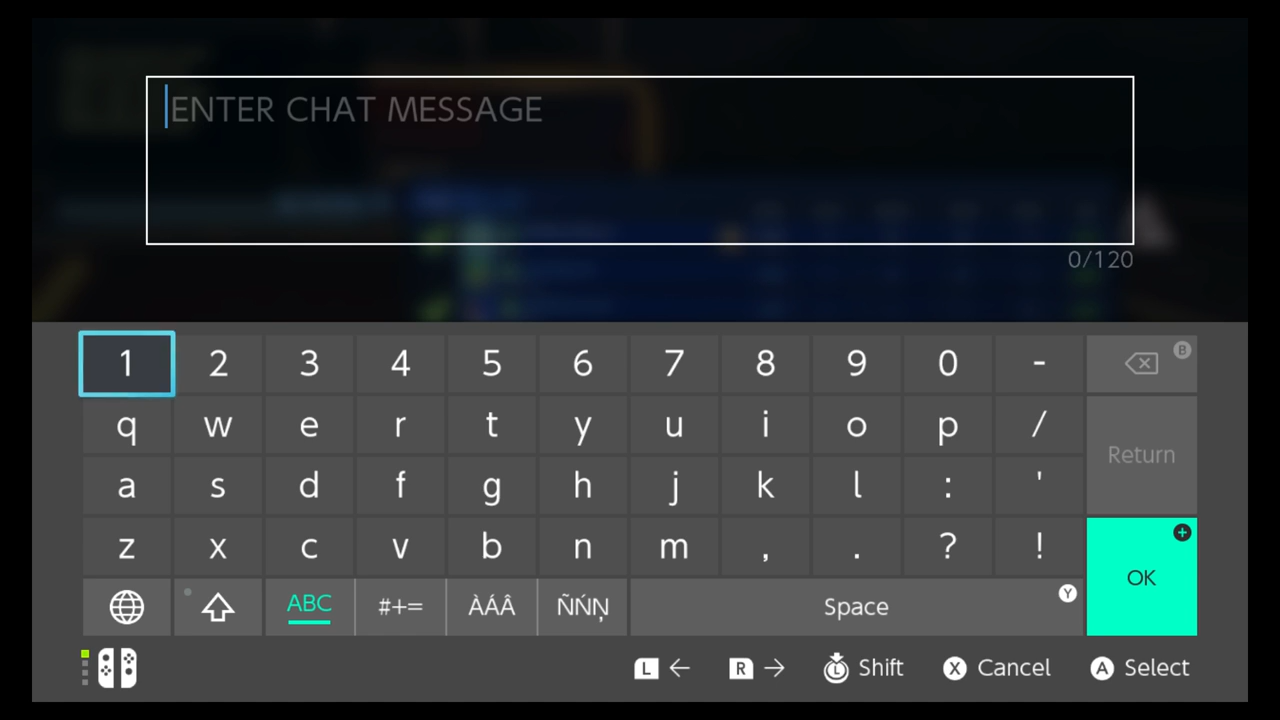 ENTER CHAT MESSAGE
0/120
1 2 3 4 5 6 7 8 9 0 - B
q w e r t y u i o p /
Return
a s d f g h j k l : '
z x c v b n m , . ? ! +
OK
ABC #+= ÀÁÂ ÑŃŅ Space Y
L ← R → L Shift X Cancel A Select